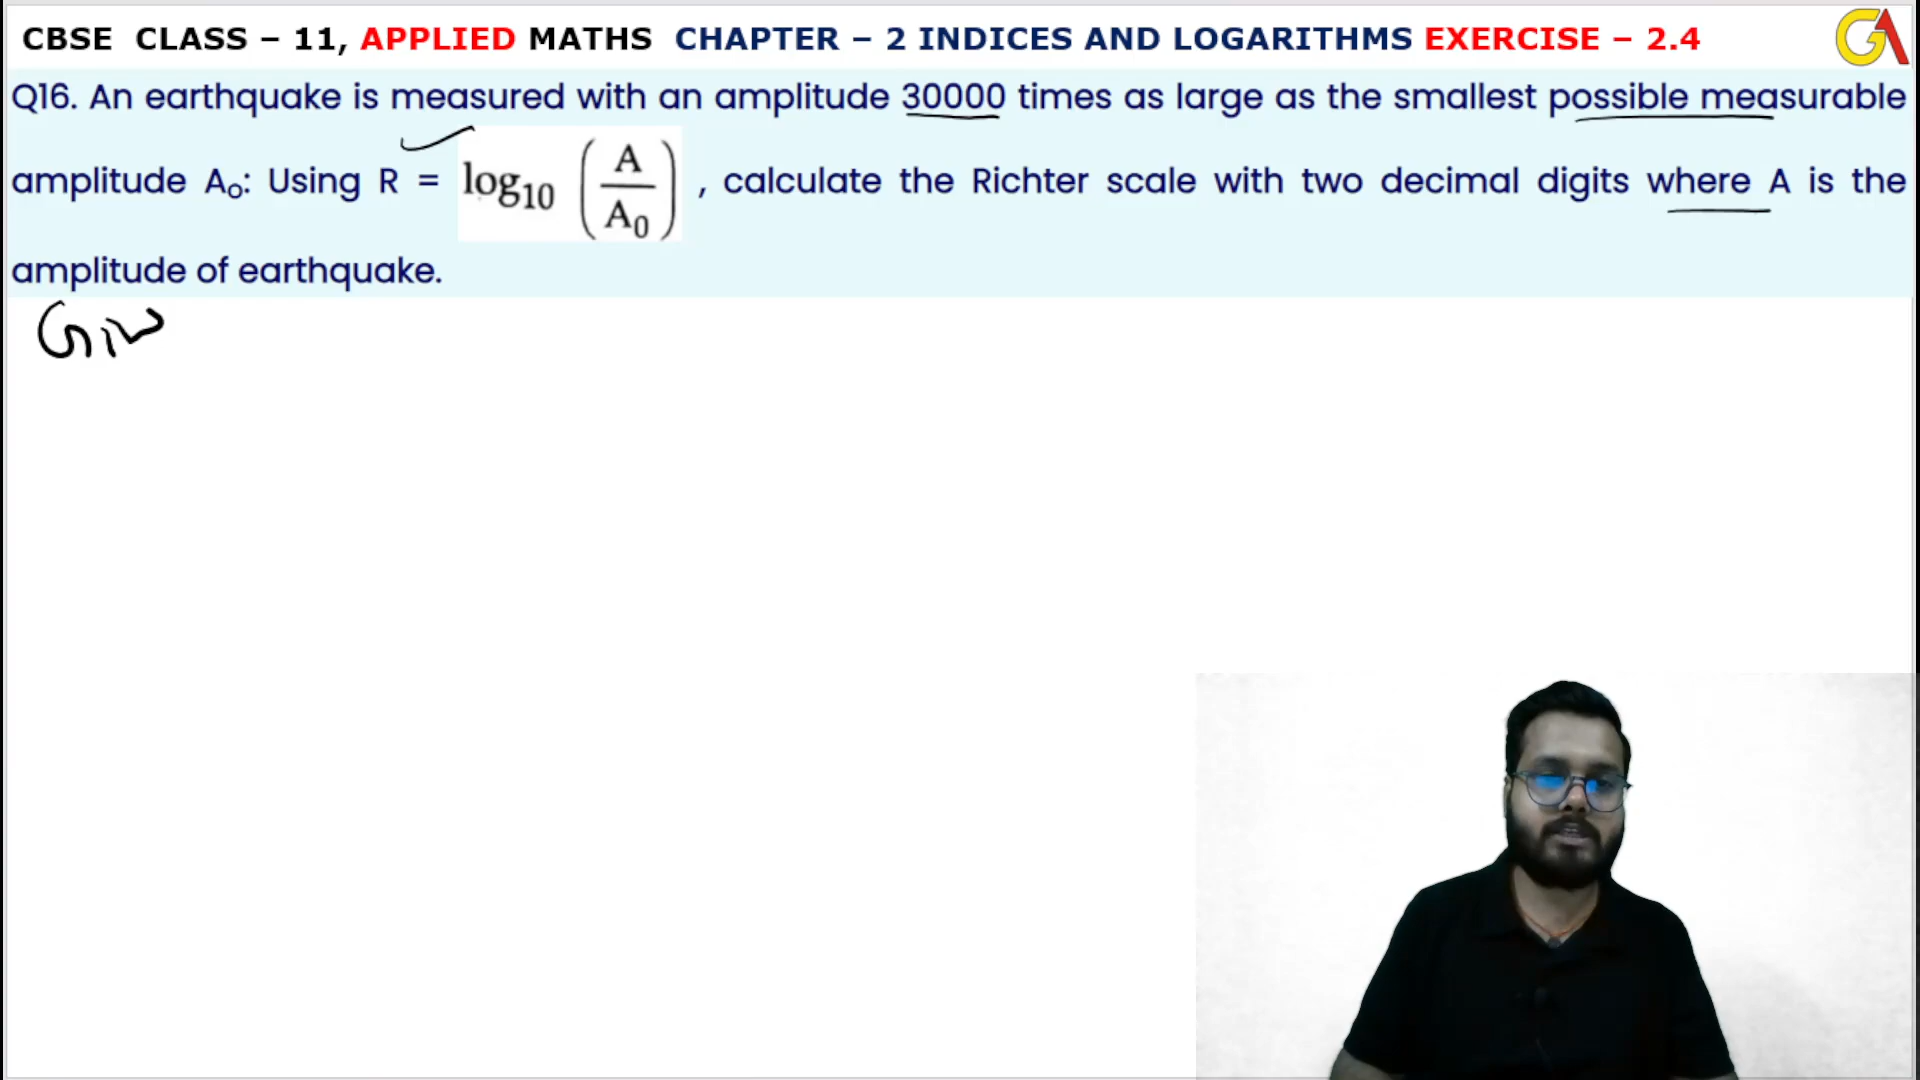 CBSE CLASS – 11, APPLIED MATHS CHAPTER – 2 INDICES AND LOGARITHMS EXERCISE – 2.4
GA
Q16. An earthquake is measured with an amplitude 30000 times as large as the smallest possible measurable
amplitude A₀: Using R = log₁₀ (A/A₀), calculate the Richter scale with two decimal digits where A is the
amplitude of earthquake.